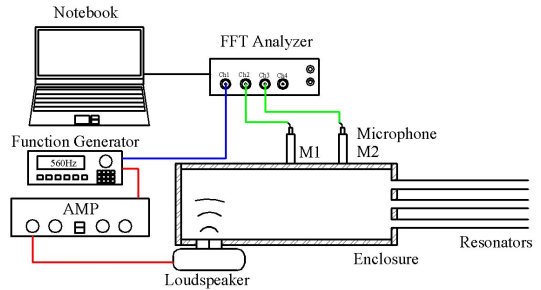 Notebook
FFT Analyzer
Ch1 Ch2 Ch3 Ch4
Function Generator
560Hz
AMP
M1
Microphone
M2
Resonators
Enclosure
Loudspeaker